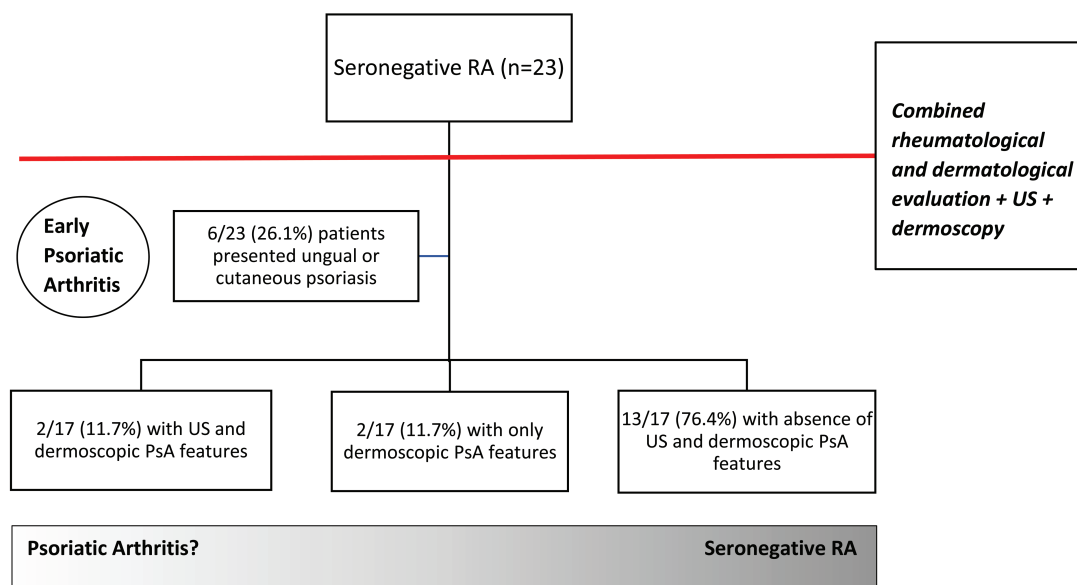 Seronegative RA (n=23)
Combined
rheumatological
and dermatological
evaluation + US +
dermoscopy
Early
Psoriatic
Arthritis
6/23 (26.1%) patients
presented ungual or
cutaneous psoriasis
2/17 (11.7%) with US and
dermoscopic PsA features
2/17 (11.7%) with only
dermoscopic PsA features
13/17 (76.4%) with absence of
US and dermoscopic PsA
features
Psoriatic Arthritis?
Seronegative RA